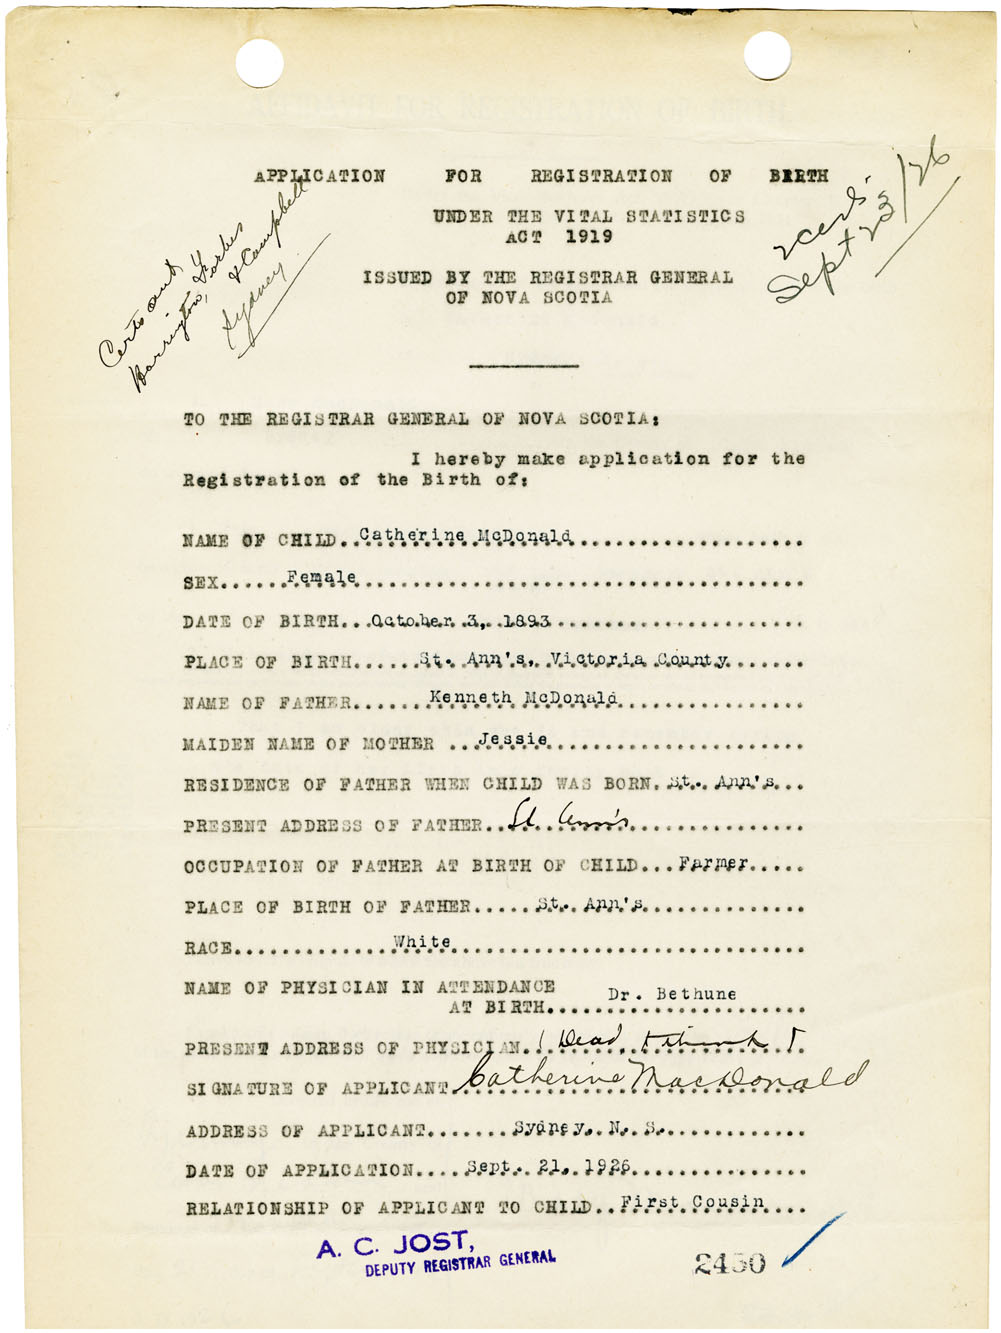 APPLICATION FOR REGISTRATION OF BIRTH
UNDER THE VITAL STATISTICS
ACT 1919
ISSUED BY THE REGISTRAR GENERAL
OF NOVA SCOTIA
Certs out
Harrington, Forbes
& Campbell
Sydney
2 certs.
Sept 23/26
TO THE REGISTRAR GENERAL OF NOVA SCOTIA:
I hereby make application for the
Registration of the Birth of:
NAME OF CHILD..Catherine McDonald
SEX......Female
DATE OF BIRTH...October 3, 1893
PLACE OF BIRTH......St. Ann's, Victoria County
NAME OF FATHER......Kenneth McDonald
MAIDEN NAME OF MOTHER ...Jessie
RESIDENCE OF FATHER WHEN CHILD WAS BORN. St. Ann's...
PRESENT ADDRESS OF FATHER..St Ann's
OCCUPATION OF FATHER AT BIRTH OF CHILD...Farmer.....
PLACE OF BIRTH OF FATHER.....St. Ann's
RACE.............White
NAME OF PHYSICIAN IN ATTENDANCE
AT BIRTH.... Dr. Bethune
PRESENT ADDRESS OF PHYSICIAN..(Dead, I think)
SIGNATURE OF APPLICANT Catherine MacDonald
ADDRESS OF APPLICANT.......Sydney, N. S.
DATE OF APPLICATION....Sept. 21, 1926
RELATIONSHIP OF APPLICANT TO CHILD..First Cousin....
A. C. JOST,
DEPUTY REGISTRAR GENERAL
2430